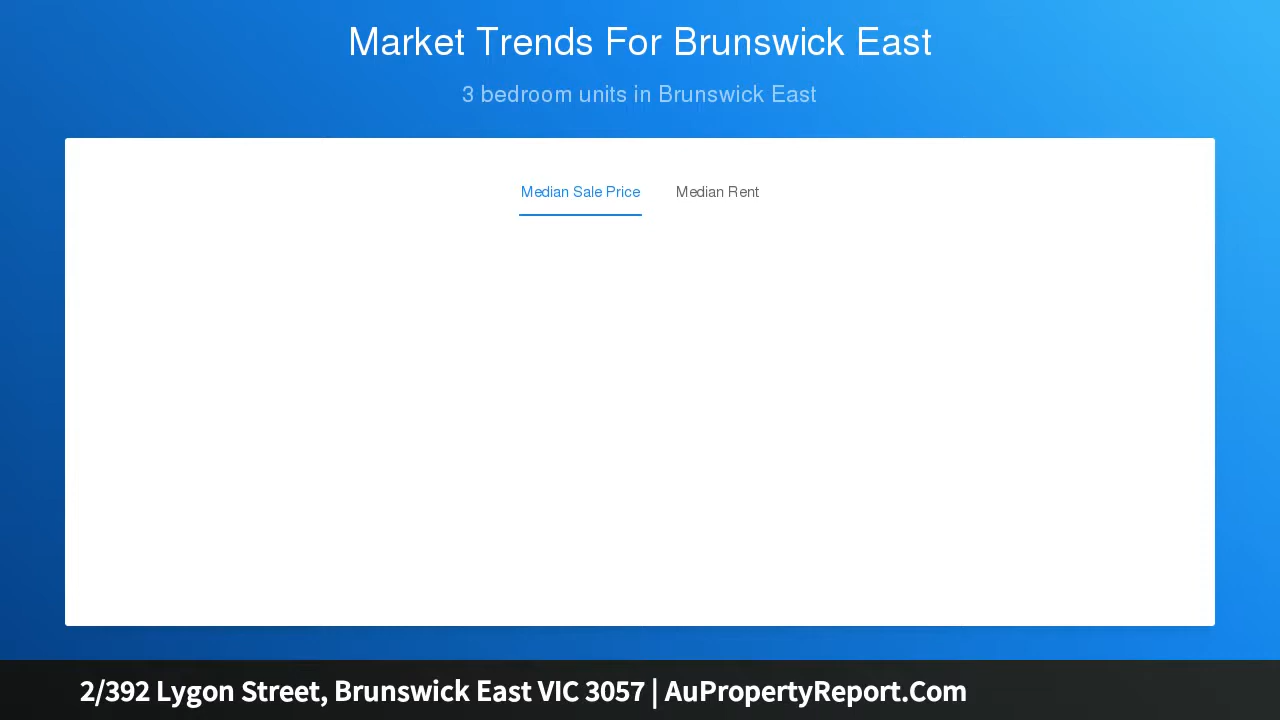 Market Trends For Brunswick East
3 bedroom units in Brunswick East
Median Sale Price Median Rent
2/392 Lygon Street, Brunswick East VIC 3057 | AuPropertyReport.Com